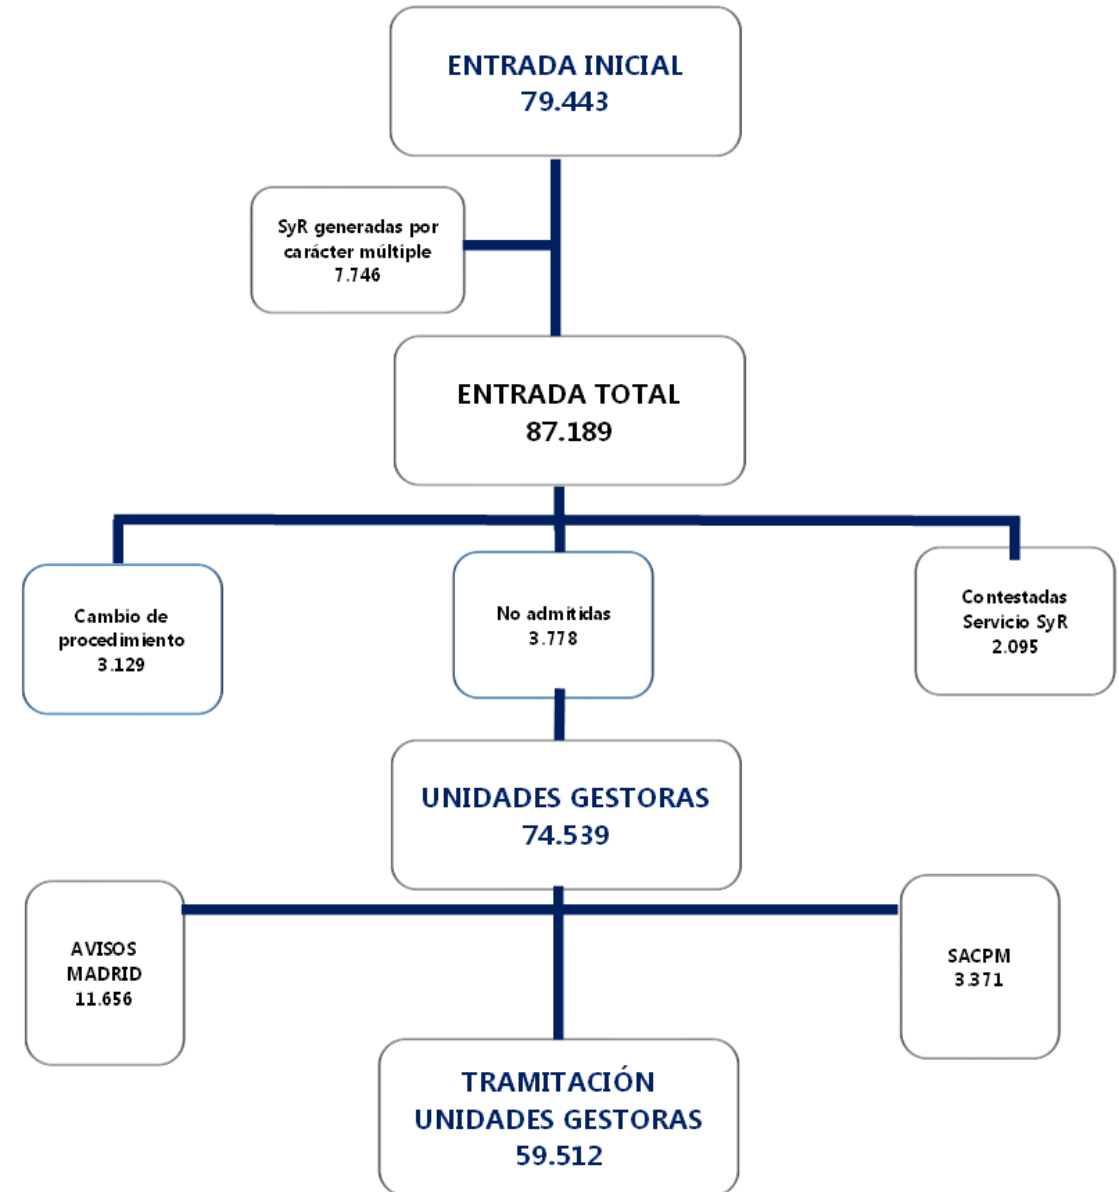 ENTRADA INICIAL
79.443
SyR generadas por
carácter múltiple
7.746
ENTRADA TOTAL
87.189
Cambio de
procedimiento
3.129
No admitidas
3.778
Contestadas
Servicio SyR
2.095
UNIDADES GESTORAS
74.539
AVISOS
MADRID
11.656
SACPM
3.371
TRAMITACIÓN
UNIDADES GESTORAS
59.512